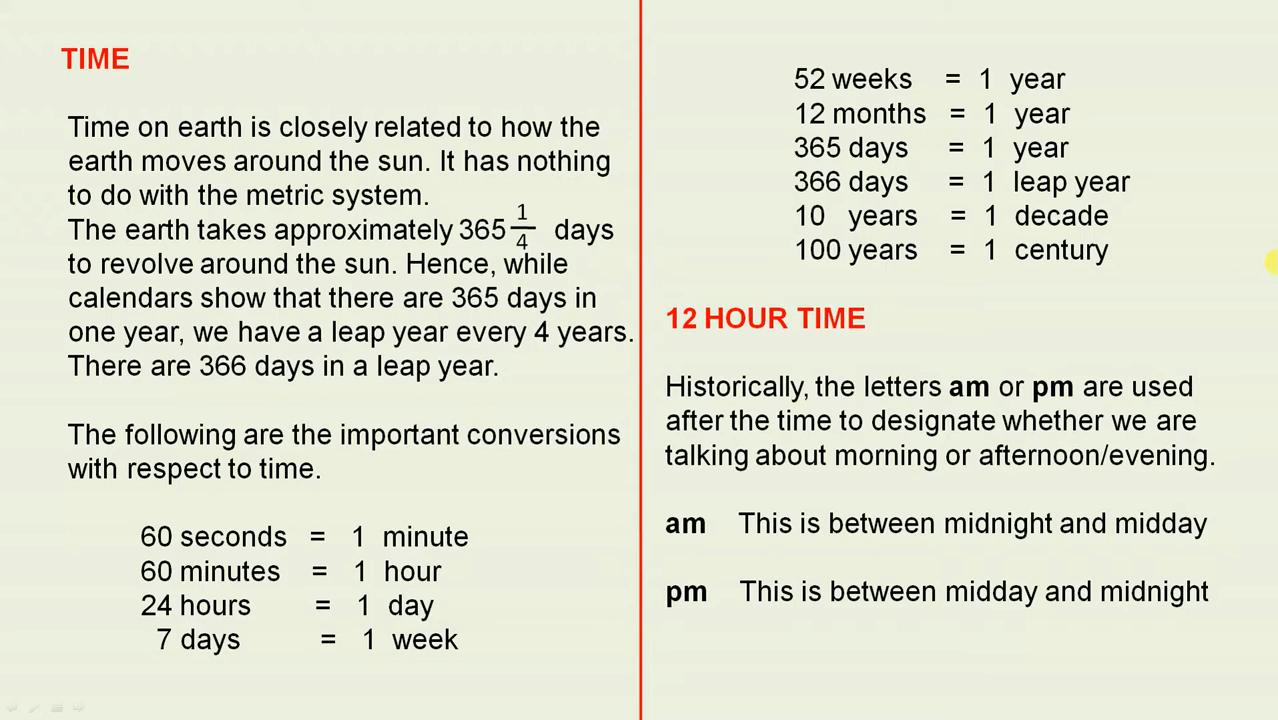 TIME
Time on earth is closely related to how the
earth moves around the sun. It has nothing
to do with the metric system.
The earth takes approximately 365 1/4 days
to revolve around the sun. Hence, while
calendars show that there are 365 days in
one year, we have a leap year every 4 years.
There are 366 days in a leap year.
The following are the important conversions
with respect to time.
60 seconds = 1 minute
60 minutes = 1 hour
24 hours = 1 day
7 days = 1 week
52 weeks = 1 year
12 months = 1 year
365 days = 1 year
366 days = 1 leap year
10 years = 1 decade
100 years = 1 century
12 HOUR TIME
Historically, the letters am or pm are used
after the time to designate whether we are
talking about morning or afternoon/evening.
am This is between midnight and midday
pm This is between midday and midnight